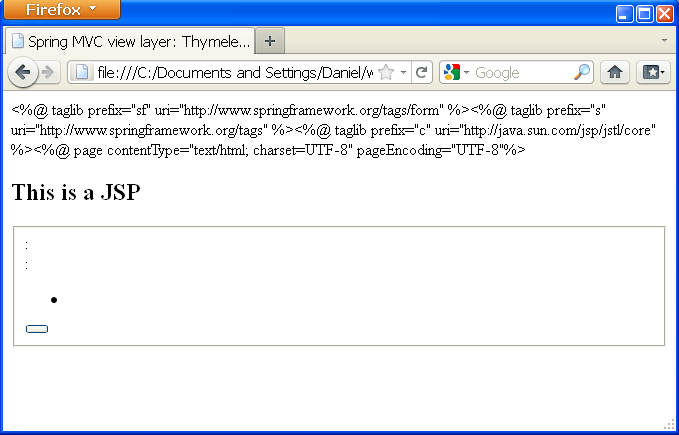 Firefox
Spring MVC view layer: Thymele...
file:///C:/Documents and Settings/Daniel/w
Google
<%@ taglib prefix="sf" uri="http://www.springframework.org/tags/form" %><%@ taglib prefix="s"
uri="http://www.springframework.org/tags" %><%@ taglib prefix="c" uri="http://java.sun.com/jsp/jstl/core"
%><%@ page contentType="text/html; charset=UTF-8" pageEncoding="UTF-8"%>
This is a JSP
:
: